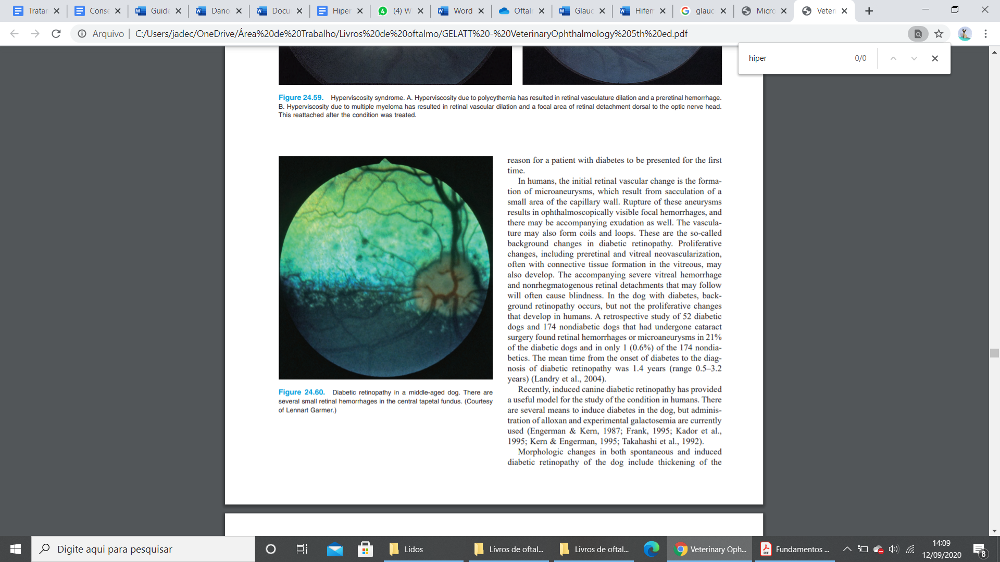 Tratar
Conse
Guide
Dano
Docu
Hiper
(4) W
Word
Oftalr
Glauc
Hifem
glauc
Micro
Veter
Arquivo | C:/Users/jadec/OneDrive/Área%20de%20Trabalho/Livros%20de%20oftalmo/GELATT%20-%20VeterinaryOphthalmology%205th%20ed.pdf
hiper 0/0
Figure 24.59. Hyperviscosity syndrome. A. Hyperviscosity due to polycythemia has resulted in retinal vasculature dilation and a preretinal hemorrhage.
B. Hyperviscosity due to multiple myeloma has resulted in retinal vascular dilation and a focal area of retinal detachment dorsal to the optic nerve head.
This reattached after the condition was treated.
Figure 24.60. Diabetic retinopathy in a middle-aged dog. There are
several small retinal hemorrhages in the central tapetal fundus. (Courtesy
of Lennart Garmer.)
reason for a patient with diabetes to be presented for the first
time.
In humans, the initial retinal vascular change is the forma-
tion of microaneurysms, which result from sacculation of a
small area of the capillary wall. Rupture of these aneurysms
results in ophthalmoscopically visible focal hemorrhages, and
there may be accompanying exudation as well. The vascula-
ture may also form coils and loops. These are the so-called
background changes in diabetic retinopathy. Proliferative
changes, including preretinal and vitreal neovascularization,
often with connective tissue formation in the vitreous, may
also develop. The accompanying severe vitreal hemorrhage
and nonrhegmatogenous retinal detachments that may follow
will often cause blindness. In the dog with diabetes, back-
ground retinopathy occurs, but not the proliferative changes
that develop in humans. A retrospective study of 52 diabetic
dogs and 174 nondiabetic dogs that had undergone cataract
surgery found retinal hemorrhages or microaneurysms in 21%
of the diabetic dogs and in only 1 (0.6%) of the 174 nondia-
betics. The mean time from the onset of diabetes to the diag-
nosis of diabetic retinopathy was 1.4 years (range 0.5–3.2
years) (Landry et al., 2004).
Recently, induced canine diabetic retinopathy has provided
a useful model for the study of the condition in humans. There
are several means to induce diabetes in the dog, but adminis-
tration of alloxan and experimental galactosemia are currently
used (Engerman & Kern, 1987; Frank, 1995; Kador et al.,
1995; Kern & Engerman, 1995; Takahashi et al., 1992).
Morphologic changes in both spontaneous and induced
diabetic retinopathy of the dog include thickening of the
Digite aqui para pesquisar
Lidos
Livros de oftal...
Livros de oftal...
Veterinary Oph...
Fundamentos ...
14:09
12/09/2020
8